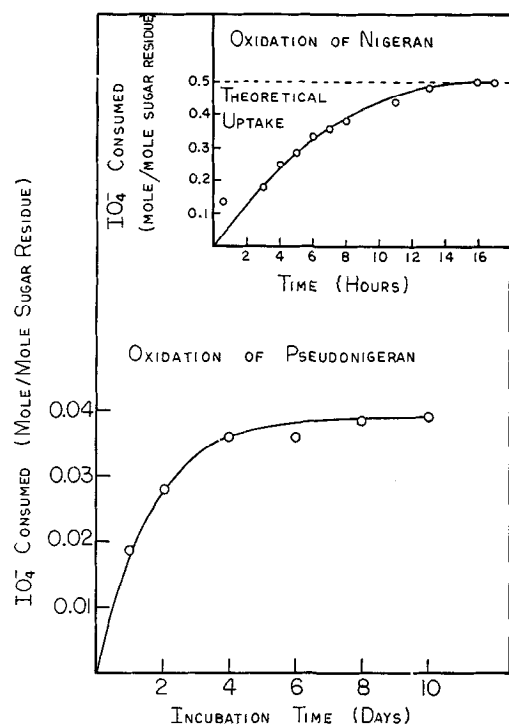 Oxidation of Nigeran
Theoretical
Uptake
IO₄⁻ Consumed
(mole/mole sugar residue)
0.5
0.4
0.3
0.2
0.1
2 4 6 8 10 12 14 16
Time (Hours)
Oxidation of Pseudonigeran
IO₄⁻ Consumed (Mole/Mole Sugar Residue)
0.04
0.03
0.02
0.01
2 4 6 8 10
Incubation Time (Days)